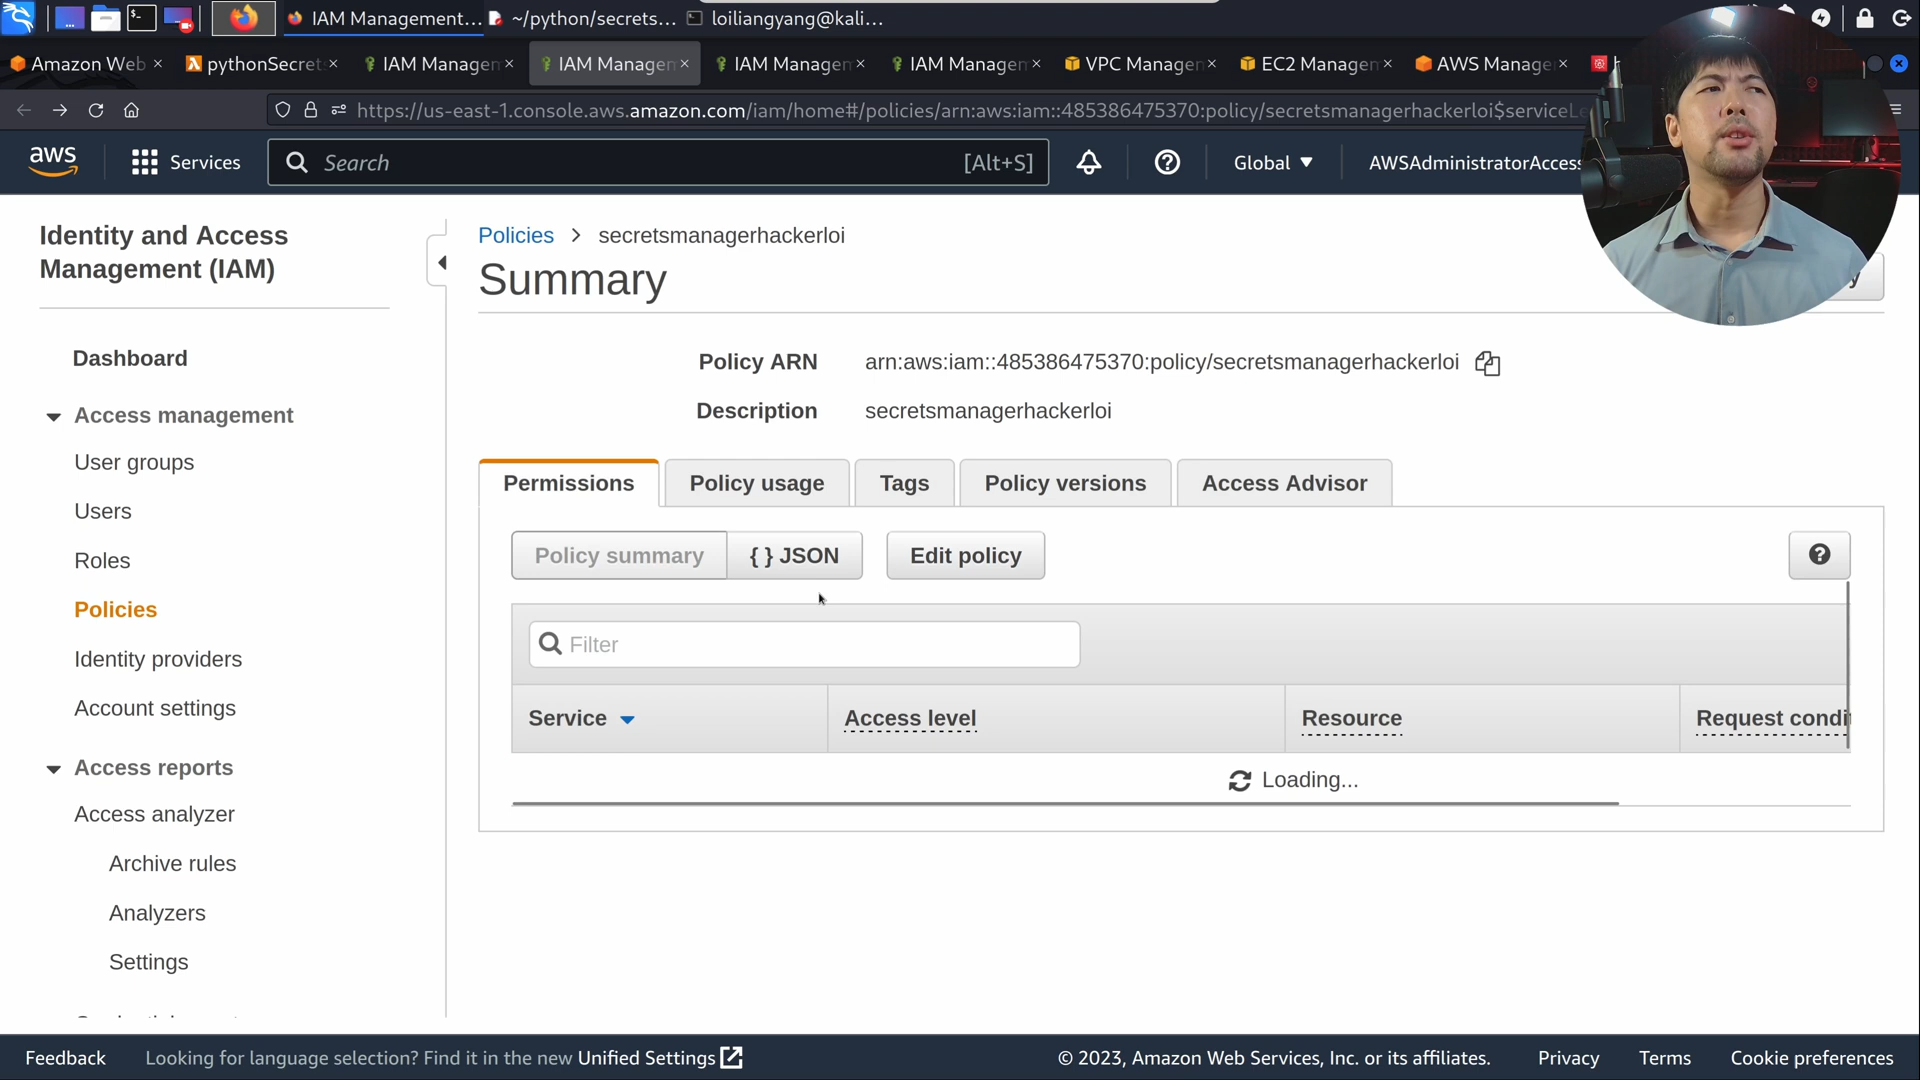 IAM Management... ~/python/secrets... loiliangyang@kali...
Amazon Web × pythonSecret × IAM Managem × IAM Managem × IAM Managem × IAM Managem × VPC Managem × EC2 Managem × AWS Manage ×
https://us-east-1.console.aws.amazon.com/iam/home#/policies/arn:aws:iam::485386475370:policy/secretsmanagerhackerloi$serviceLe
aws Services Search [Alt+S] Global AWSAdministratorAccess
Identity and Access
Management (IAM)
Dashboard
Access management
User groups
Users
Roles
Policies
Identity providers
Account settings
Access reports
Access analyzer
Archive rules
Analyzers
Settings
Policies > secretsmanagerhackerloi
Summary
Policy ARN arn:aws:iam::485386475370:policy/secretsmanagerhackerloi
Description secretsmanagerhackerloi
Permissions Policy usage Tags Policy versions Access Advisor
Policy summary { } JSON Edit policy
Filter
Service Access level Resource Request condi
Loading...
Feedback Looking for language selection? Find it in the new Unified Settings © 2023, Amazon Web Services, Inc. or its affiliates. Privacy Terms Cookie preferences